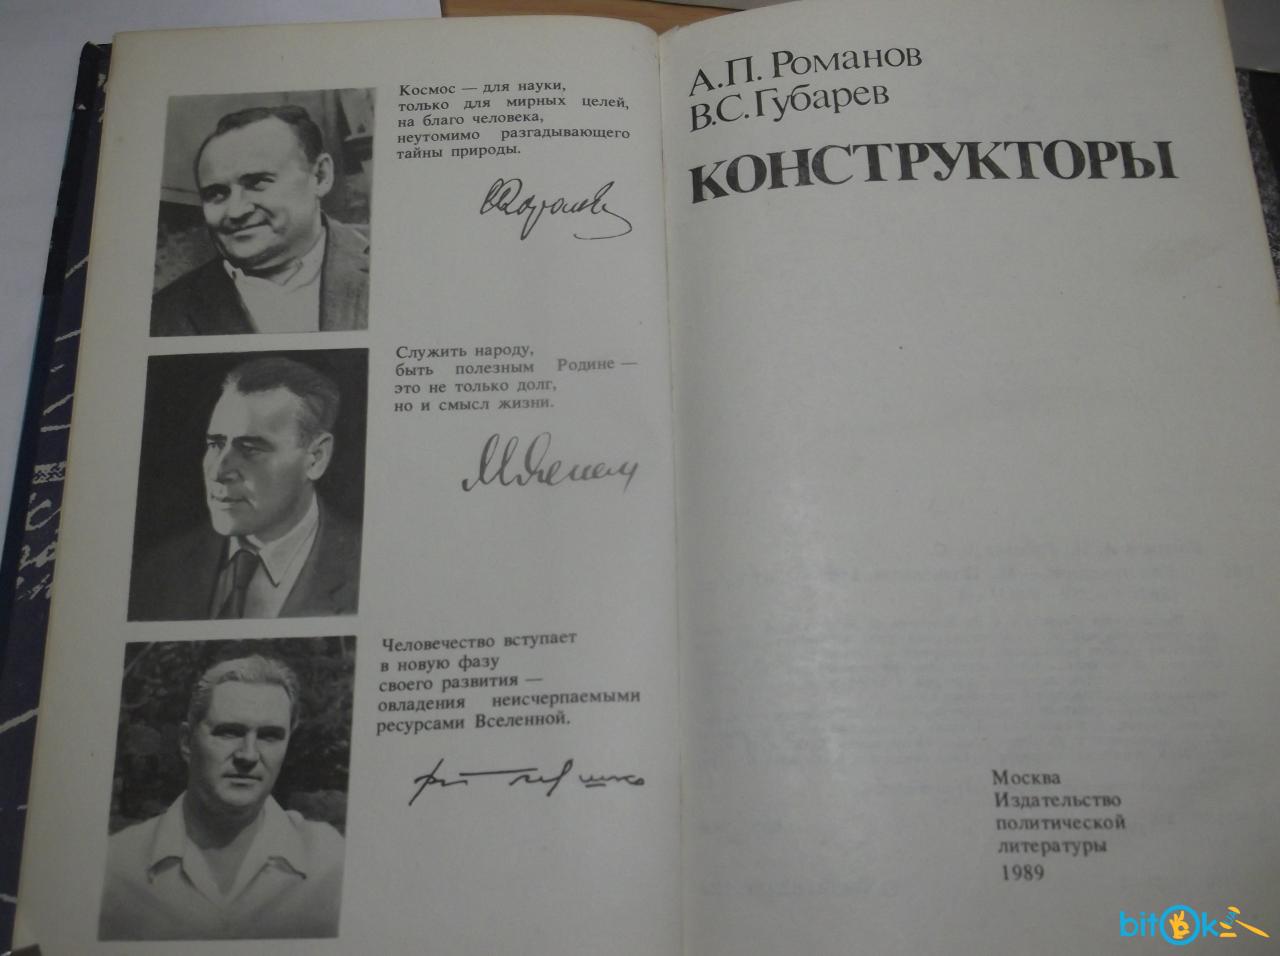 Космос — для науки,
только для мирных целей,
на благо человека,
неутомимо разгадывающего
тайны природы.
СКоролев
Служить народу,
быть полезным Родине —
это не только долг,
но и смысл жизни.
Человечество вступает
в новую фазу
своего развития —
овладения неисчерпаемыми
ресурсами Вселенной.
А.П. Романов
В.С. Губарев
КОНСТРУКТОРЫ
Москва
Издательство
политической
литературы
1989
bitOk